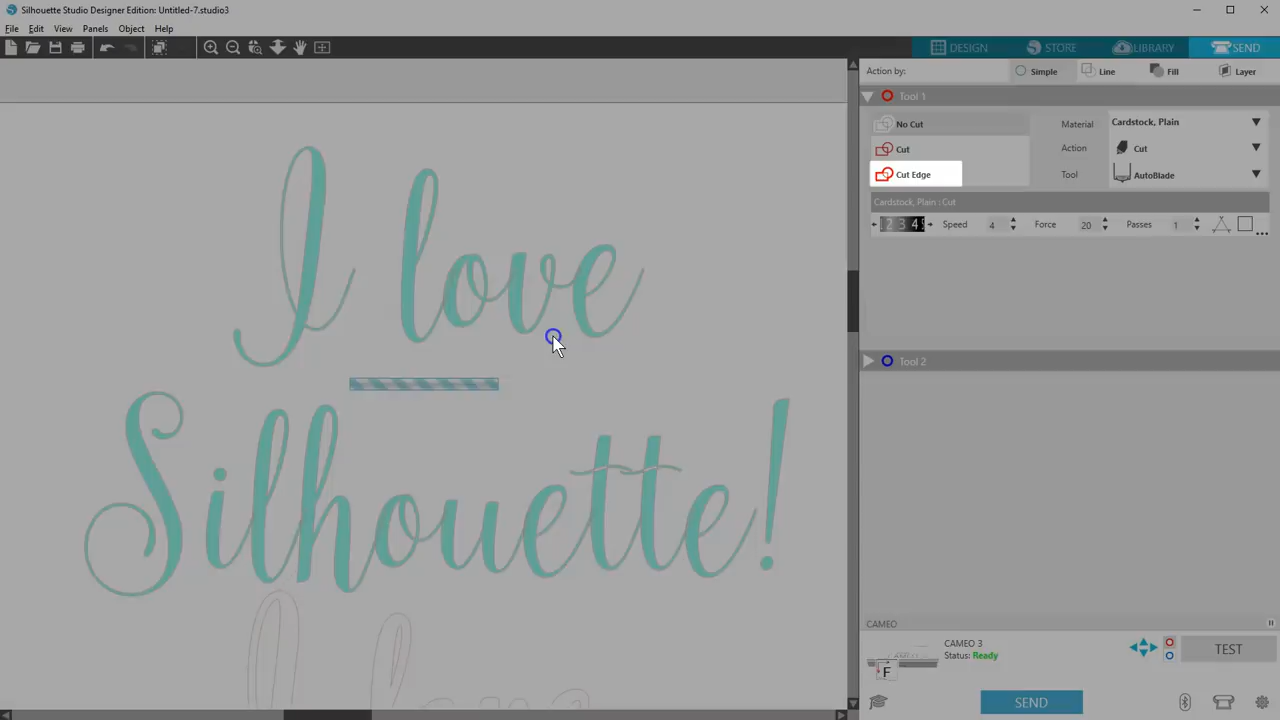 Silhouette Studio Designer Edition: Untitled-7.studio3
File Edit View Panels Object Help
DESIGN STORE LIBRARY SEND
Action by: Simple Line Fill Layer
Tool 1
No Cut Material Cardstock, Plain
Cut Action Cut
Cut Edge Tool AutoBlade
Cardstock, Plain : Cut
2 3 4 Speed 4 Force 20 Passes 1 ...
I love
Tool 2
Silhouette!
CAMEO
CAMEO 3
Status: Ready
F
TEST
SEND